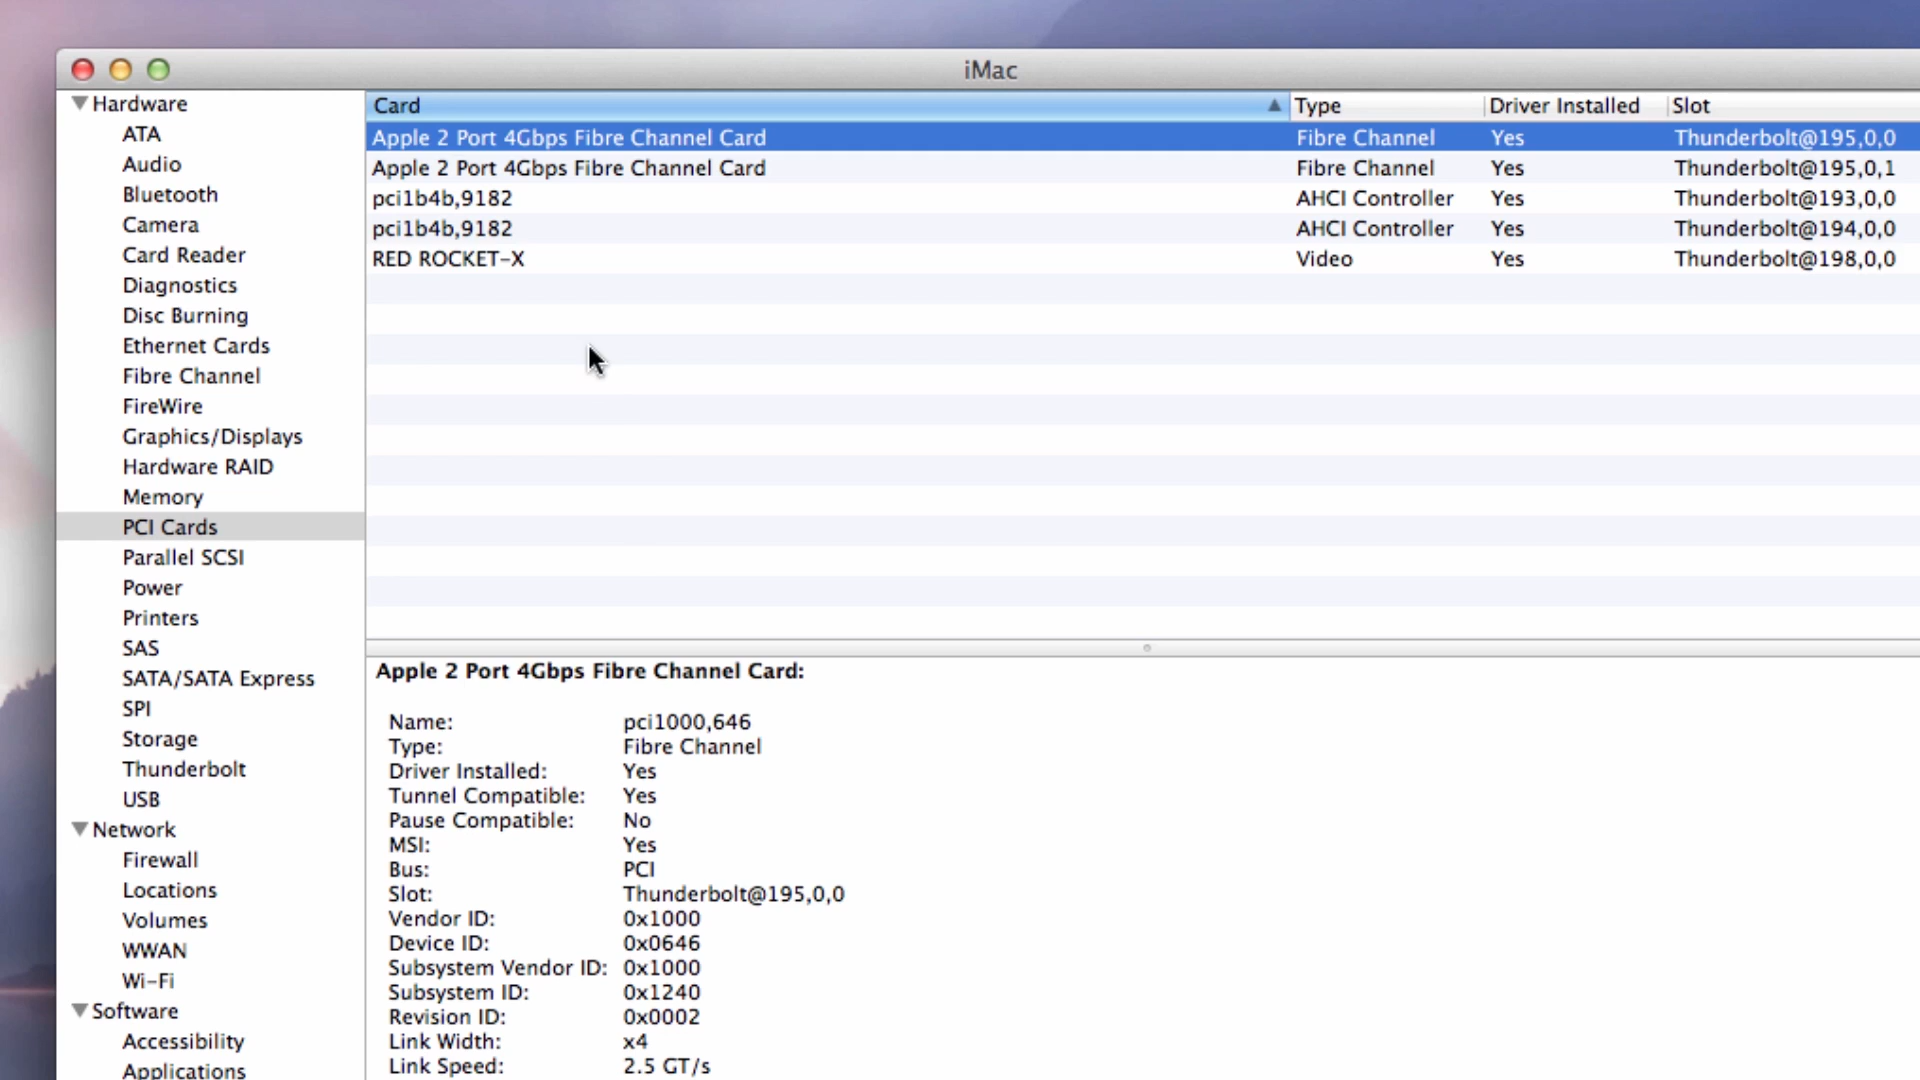 iMac
Hardware
ATA
Audio
Bluetooth
Camera
Card Reader
Diagnostics
Disc Burning
Ethernet Cards
Fibre Channel
FireWire
Graphics/Displays
Hardware RAID
Memory
PCI Cards
Parallel SCSI
Power
Printers
SAS
SATA/SATA Express
SPI
Storage
Thunderbolt
USB
Network
Firewall
Locations
Volumes
WWAN
Wi-Fi
Software
Accessibility
Applications
Card Type Driver Installed Slot
Apple 2 Port 4Gbps Fibre Channel Card Fibre Channel Yes Thunderbolt@195,0,0
Apple 2 Port 4Gbps Fibre Channel Card Fibre Channel Yes Thunderbolt@195,0,1
pci1b4b,9182 AHCI Controller Yes Thunderbolt@193,0,0
pci1b4b,9182 AHCI Controller Yes Thunderbolt@194,0,0
RED ROCKET-X Video Yes Thunderbolt@198,0,0
Apple 2 Port 4Gbps Fibre Channel Card:
Name: pci1000,646
Type: Fibre Channel
Driver Installed: Yes
Tunnel Compatible: Yes
Pause Compatible: No
MSI: Yes
Bus: PCI
Slot: Thunderbolt@195,0,0
Vendor ID: 0x1000
Device ID: 0x0646
Subsystem Vendor ID: 0x1000
Subsystem ID: 0x1240
Revision ID: 0x0002
Link Width: x4
Link Speed: 2.5 GT/s